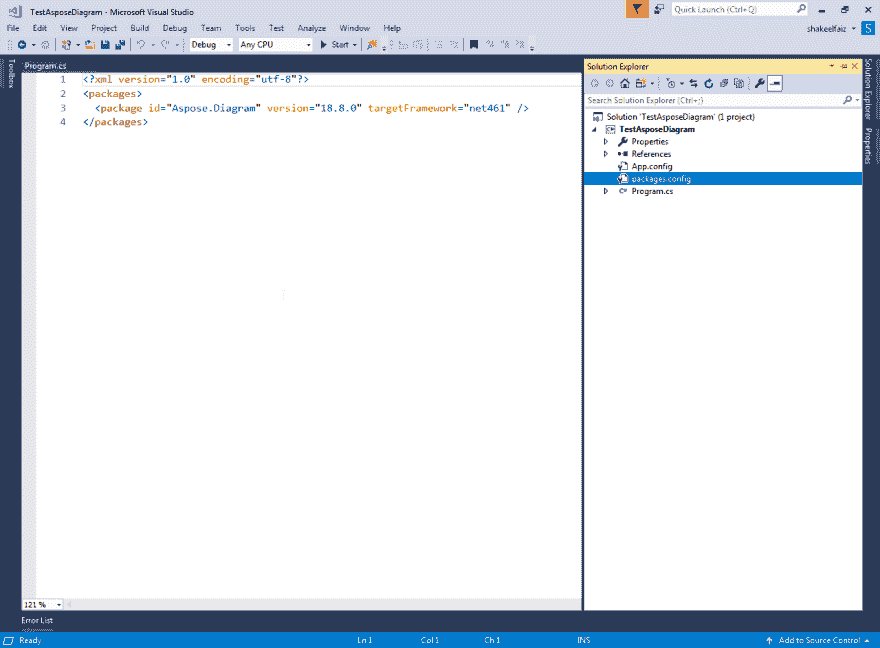 TestAsposeDiagram - Microsoft Visual Studio
Quick Launch (Ctrl+Q)
File Edit View Project Build Debug Team Tools Test Analyze Window Help
shakeelfaiz
S
Debug Any CPU Start
Toolbox
Program.cs
1 <?xml version="1.0" encoding="utf-8"?>
2 <packages>
3 <package id="Aspose.Diagram" version="18.8.0" targetFramework="net461" />
4 </packages>
Solution Explorer
Search Solution Explorer (Ctrl+;)
Solution 'TestAsposeDiagram' (1 project)
TestAsposeDiagram
Properties
References
App.config
packages.config
Program.cs
Solution Explorer
Properties
121 %
Error List
Ready
Ln 1 Col 1 Ch 1 INS
Add to Source Control